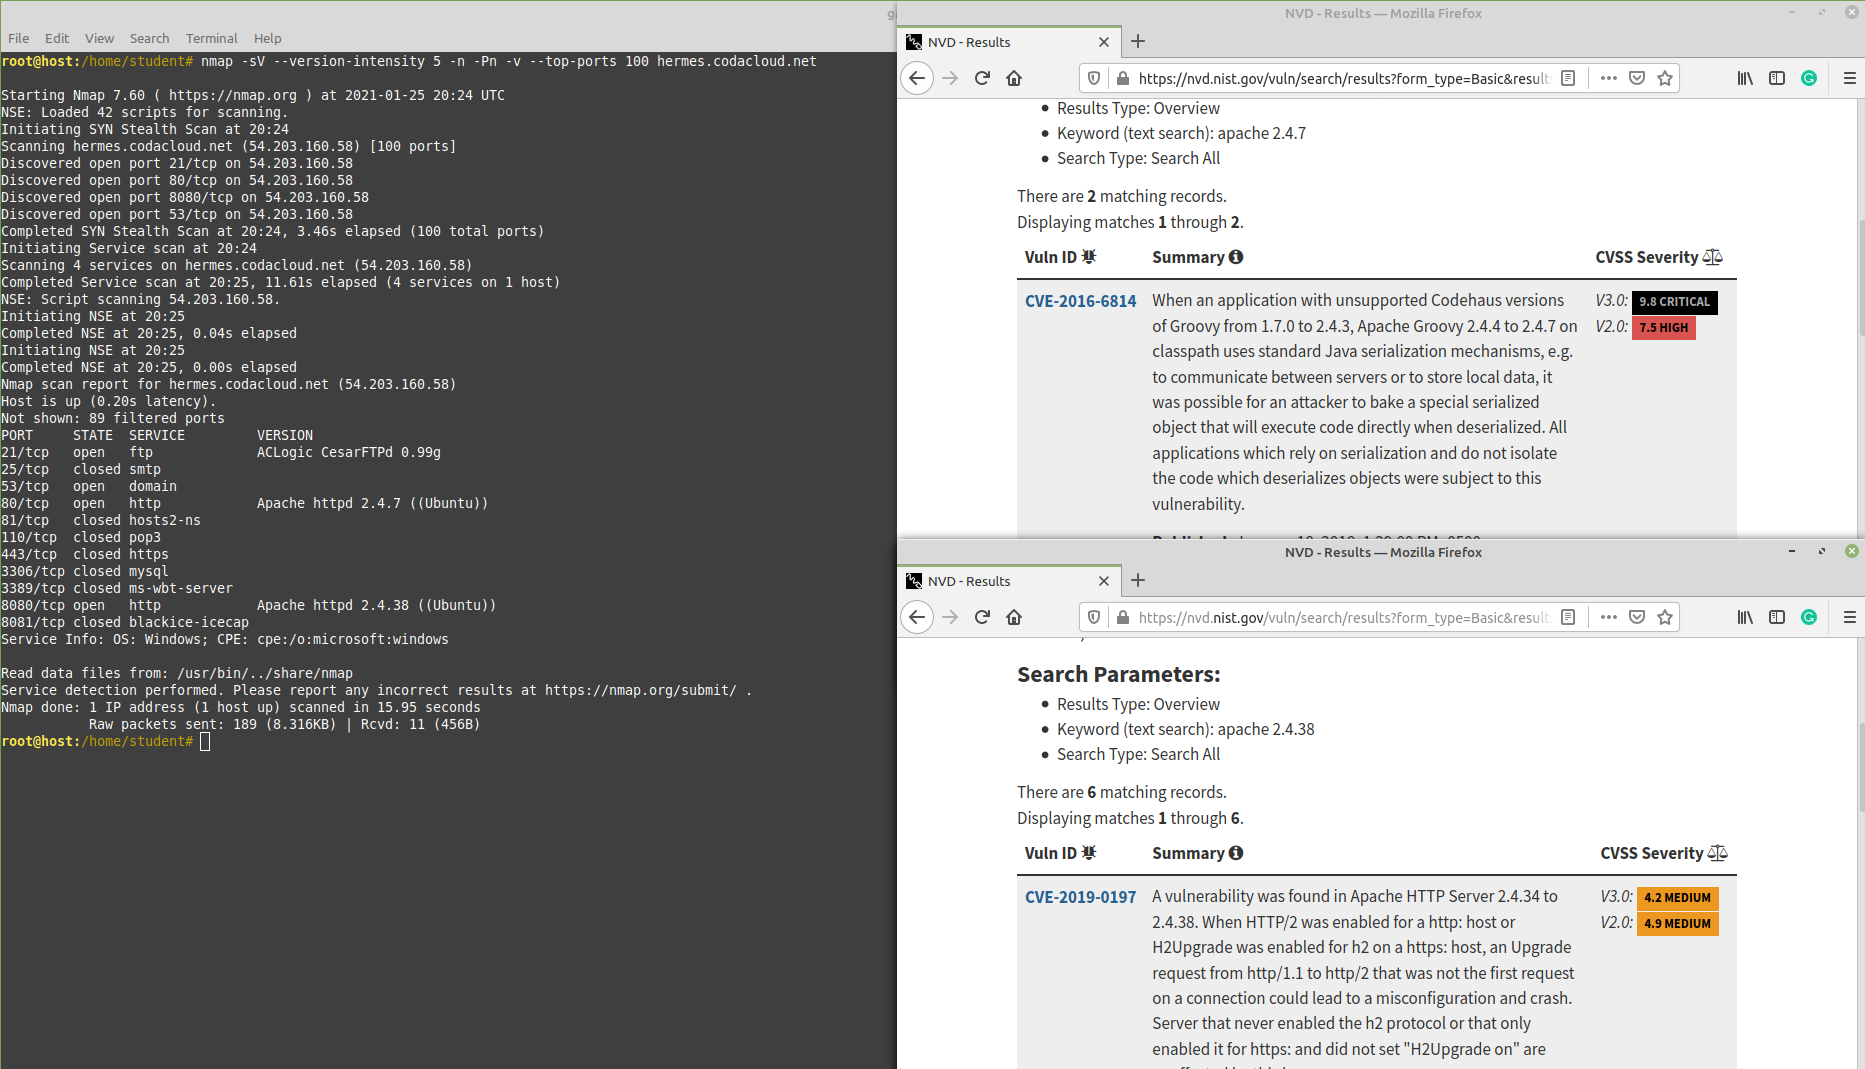 File Edit View Search Terminal Help
root@host:/home/student# nmap -sV --version-intensity 5 -n -Pn -v --top-ports 100 hermes.codacloud.net
Starting Nmap 7.60 ( https://nmap.org ) at 2021-01-25 20:24 UTC
NSE: Loaded 42 scripts for scanning.
Initiating SYN Stealth Scan at 20:24
Scanning hermes.codacloud.net (54.203.160.58) [100 ports]
Discovered open port 21/tcp on 54.203.160.58
Discovered open port 80/tcp on 54.203.160.58
Discovered open port 8080/tcp on 54.203.160.58
Discovered open port 53/tcp on 54.203.160.58
Completed SYN Stealth Scan at 20:24, 3.46s elapsed (100 total ports)
Initiating Service scan at 20:24
Scanning 4 services on hermes.codacloud.net (54.203.160.58)
Completed Service scan at 20:25, 11.61s elapsed (4 services on 1 host)
NSE: Script scanning 54.203.160.58.
Initiating NSE at 20:25
Completed NSE at 20:25, 0.04s elapsed
Initiating NSE at 20:25
Completed NSE at 20:25, 0.00s elapsed
Nmap scan report for hermes.codacloud.net (54.203.160.58)
Host is up (0.20s latency).
Not shown: 89 filtered ports
PORT STATE SERVICE VERSION
21/tcp open ftp ACLogic CesarFTPd 0.99g
25/tcp closed smtp
53/tcp open domain
80/tcp open http Apache httpd 2.4.7 ((Ubuntu))
81/tcp closed hosts2-ns
110/tcp closed pop3
443/tcp closed https
3306/tcp closed mysql
3389/tcp closed ms-wbt-server
8080/tcp open http Apache httpd 2.4.38 ((Ubuntu))
8081/tcp closed blackice-icecap
Service Info: OS: Windows; CPE: cpe:/o:microsoft:windows
Read data files from: /usr/bin/../share/nmap
Service detection performed. Please report any incorrect results at https://nmap.org/submit/ .
Nmap done: 1 IP address (1 host up) scanned in 15.95 seconds
Raw packets sent: 189 (8.316KB) | Rcvd: 11 (456B)
root@host:/home/student#
NVD - Results — Mozilla Firefox
NVD - Results
https://nvd.nist.gov/vuln/search/results?form_type=Basic&results
Results Type: Overview
Keyword (text search): apache 2.4.7
Search Type: Search All
There are 2 matching records.
Displaying matches 1 through 2.
Vuln ID Summary CVSS Severity
CVE-2016-6814 When an application with unsupported Codehaus versions V3.0: 9.8 CRITICAL
of Groovy from 1.7.0 to 2.4.3, Apache Groovy 2.4.4 to 2.4.7 on V2.0: 7.5 HIGH
classpath uses standard Java serialization mechanisms, e.g.
to communicate between servers or to store local data, it
was possible for an attacker to bake a special serialized
object that will execute code directly when deserialized. All
applications which rely on serialization and do not isolate
the code which deserializes objects were subject to this
vulnerability.
NVD - Results — Mozilla Firefox
NVD - Results
https://nvd.nist.gov/vuln/search/results?form_type=Basic&results
Search Parameters:
Results Type: Overview
Keyword (text search): apache 2.4.38
Search Type: Search All
There are 6 matching records.
Displaying matches 1 through 6.
Vuln ID Summary CVSS Severity
CVE-2019-0197 A vulnerability was found in Apache HTTP Server 2.4.34 to V3.0: 4.2 MEDIUM
2.4.38. When HTTP/2 was enabled for a http: host or V2.0: 4.9 MEDIUM
H2Upgrade was enabled for h2 on a https: host, an Upgrade
request from http/1.1 to http/2 that was not the first request
on a connection could lead to a misconfiguration and crash.
Server that never enabled the h2 protocol or that only
enabled it for https: and did not set "H2Upgrade on" are